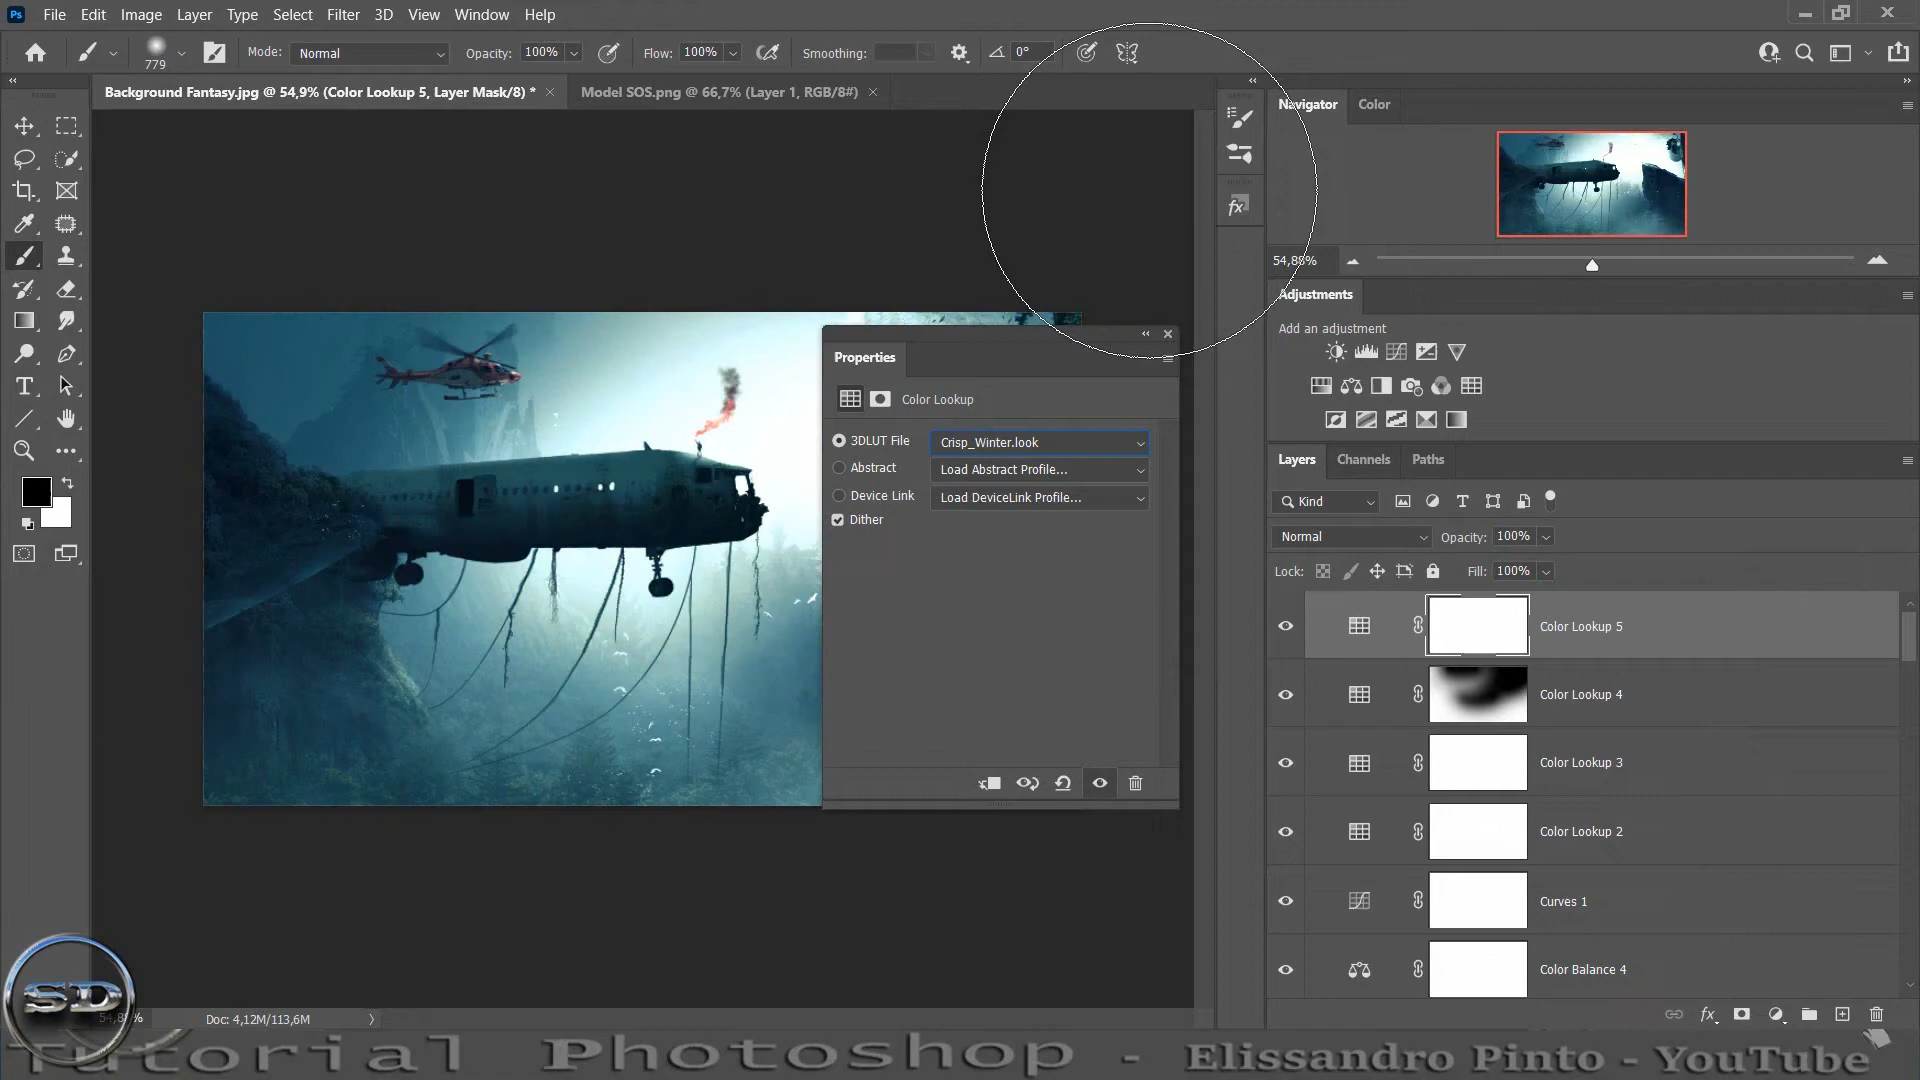 Ps File Edit Image Layer Type Select Filter 3D View Window Help
779 Mode: Normal Opacity: 100% Flow: 100% Smoothing: 0°
Background Fantasy.jpg @ 54,9% (Color Lookup 5, Layer Mask/8) * Model SOS.png @ 66,7% (Layer 1, RGB/8#)
Navigator Color
54,88%
Adjustments
Add an adjustment
Properties
Color Lookup
3DLUT File Crisp_Winter.look
Abstract Load Abstract Profile...
Device Link Load DeviceLink Profile...
Dither
Layers Channels Paths
Kind
Normal Opacity: 100%
Lock: Fill: 100%
Color Lookup 5
Color Lookup 4
Color Lookup 3
Color Lookup 2
Curves 1
Color Balance 4
fx
fx
T
SD
54,88% Doc: 4,12M/113,6M
Tutorial Photoshop - Elissandro Pinto - YouTube